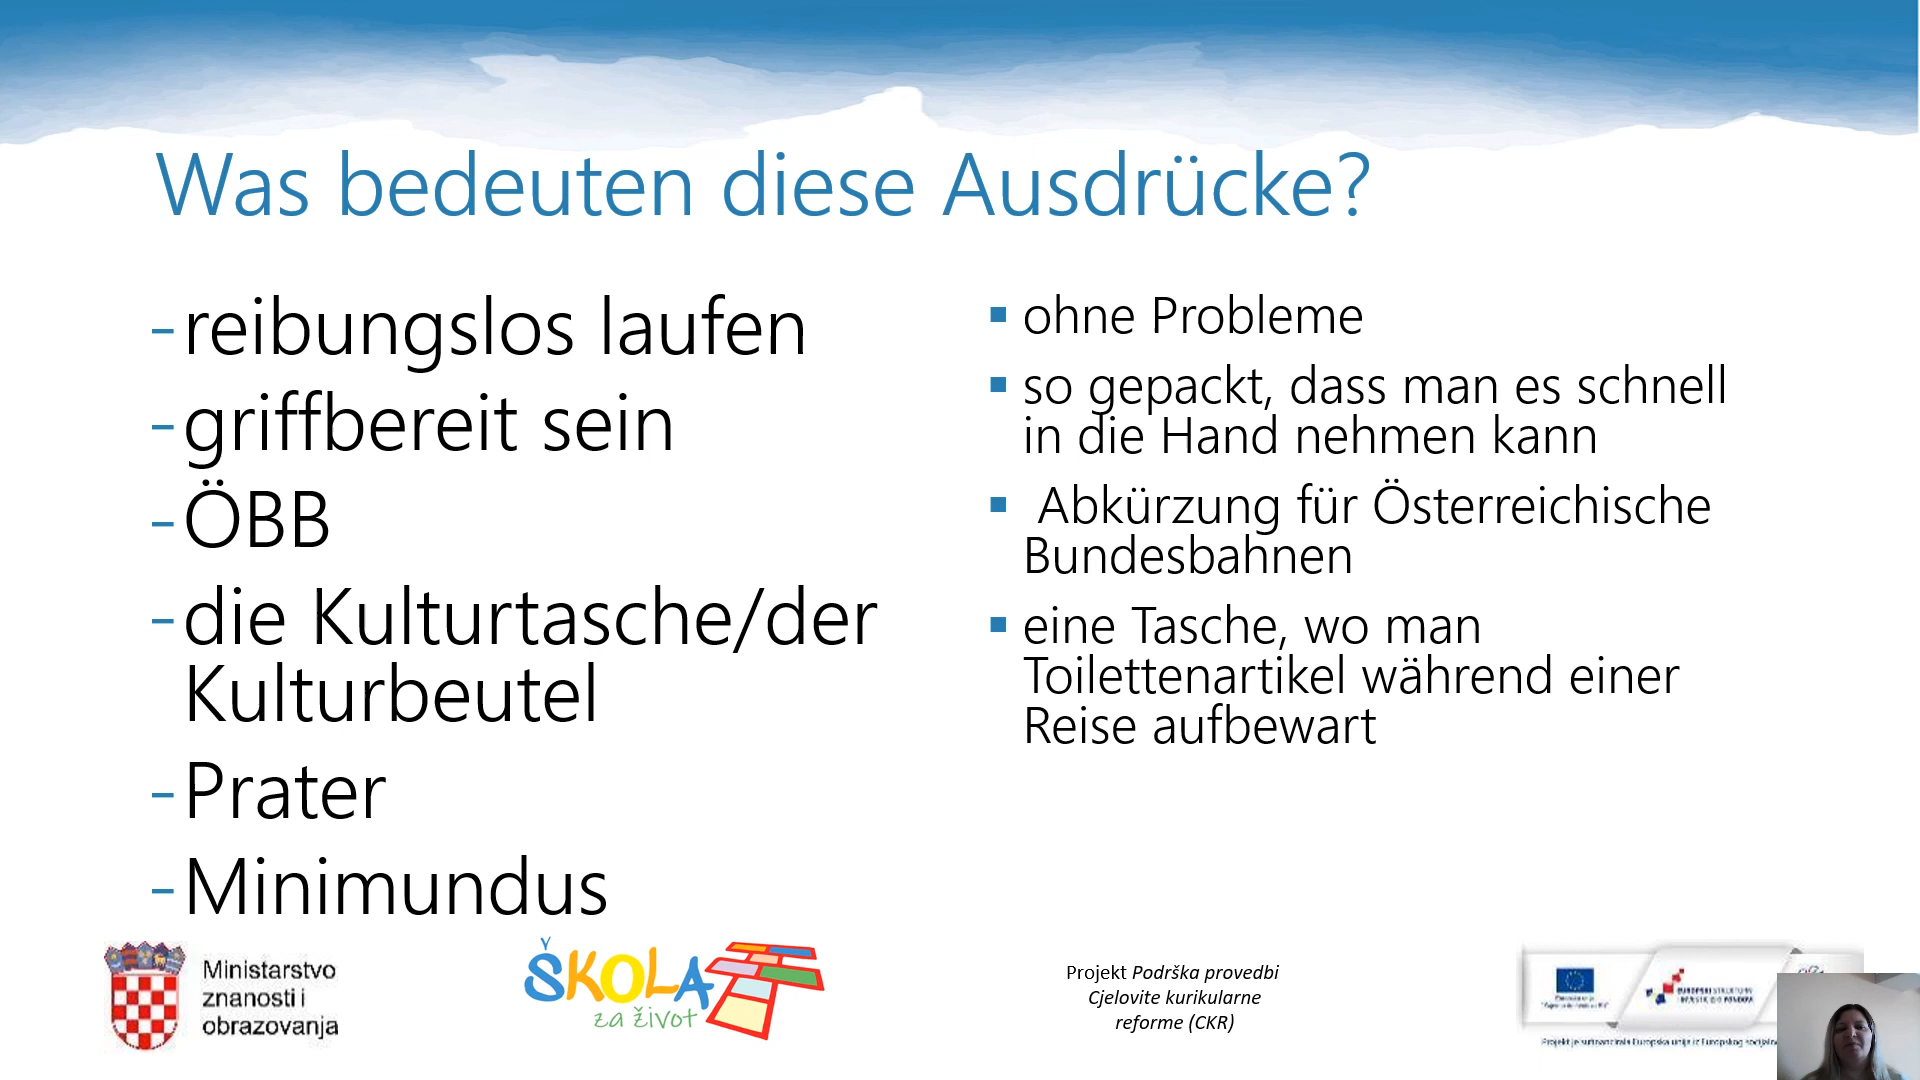 Was bedeuten diese Ausdrücke?
-reibungslos laufen
-griffbereit sein
-ÖBB
-die Kulturtasche/der
Kulturbeutel
-Prater
-Minimundus
▪ ohne Probleme
▪ so gepackt, dass man es schnell
in die Hand nehmen kann
▪ Abkürzung für Österreichische
Bundesbahnen
▪ eine Tasche, wo man
Toilettenartikel während einer
Reise aufbewart
Ministarstvo
znanosti i
obrazovanja
ŠKOLA
za život
Projekt Podrška provedbi
Cjelovite kurikularne
reforme (CKR)